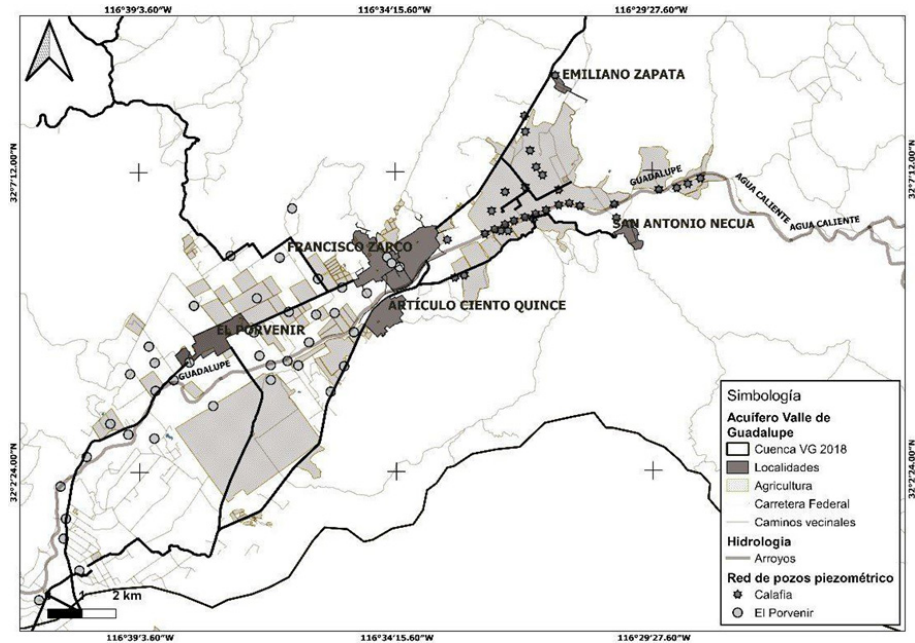 116°39'3.60"W 116°34'15.60"W 116°29'27.60"W
EMILIANO ZAPATA
32°7'12.00"N 32°7'12.00"N
GUADALUPE
AGUA CALIENTE
AGUA CALIENTE
SAN ANTONIO NECUA
FRANCISCO ZARCO
ARTÍCULO CIENTO QUINCE
EL PORVENIR
GUADALUPE
32°2'24.00"N 32°2'24.00"N
Simbología
Acuífero Valle de
Guadalupe
Cuenca VG 2018
Localidades
Agricultura
Carretera Federal
Caminos vecinales
Hidrologia
Arroyos
Red de pozos piezométrico
Calafia
El Porvenir
1 2 km
116°39'3.60"W 116°34'15.60"W 116°29'27.60"W